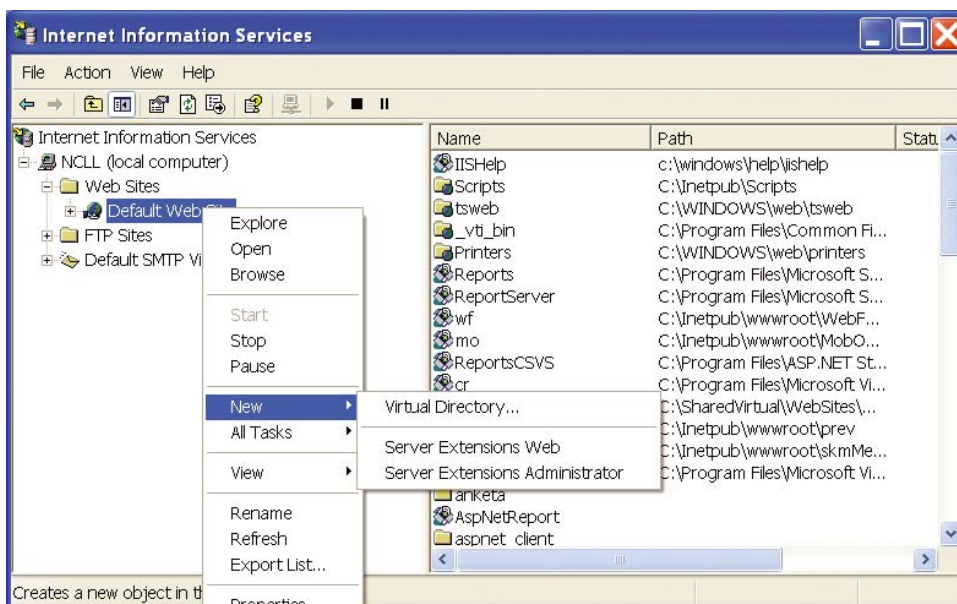 Internet Information Services
File Action View Help
Internet Information Services
NCLL (local computer)
Web Sites
Default Web
FTP Sites
Default SMTP Vi
Explore
Open
Browse
Start
Stop
Pause
New
All Tasks
View
Rename
Refresh
Export List...
Properties
Virtual Directory...
Server Extensions Web
Server Extensions Administrator
Name Path Statu
IISHelp c:\windows\help\iishelp
Scripts C:\Inetpub\Scripts
tsweb C:\WINDOWS\web\tsweb
_vti_bin C:\Program Files\Common Fi...
Printers C:\WINDOWS\web\printers
Reports C:\Program Files\Microsoft S...
ReportServer C:\Program Files\Microsoft S...
wf C:\Inetpub\wwwroot\WebF...
mo C:\Inetpub\wwwroot\MobO...
ReportsCSVS C:\Program Files\ASP.NET St...
cr C:\Program Files\Microsoft Vi...
C:\SharedVirtual\WebSites\...
C:\Inetpub\wwwroot\prev
C:\Inetpub\wwwroot\skmMe...
C:\Program Files\Microsoft Vi...
anketa
AspNetReport
aspnet_client
Creates a new object in th